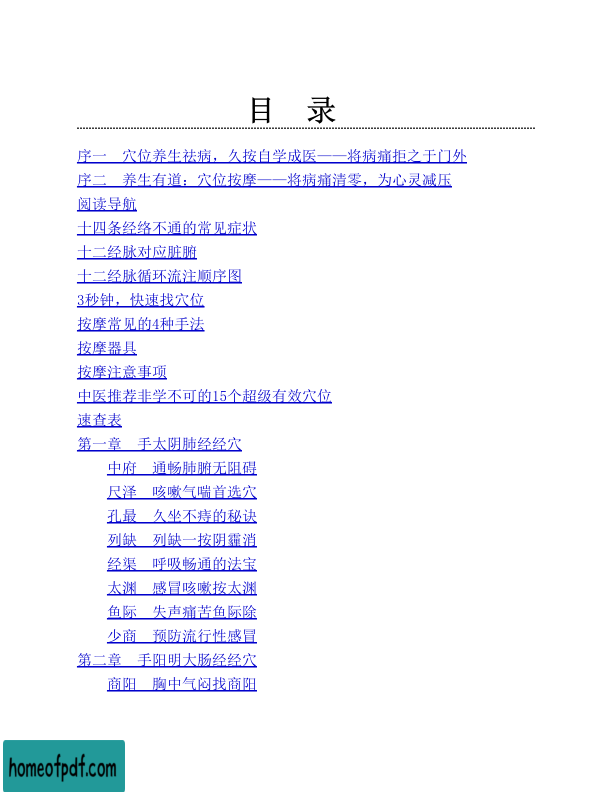 目 录
序一 穴位养生祛病，久按自学成医——将病痛拒之于门外
序二 养生有道：穴位按摩——将病痛清零，为心灵减压
阅读导航
十四条经络不通的常见症状
十二经脉对应脏腑
十二经脉循环流注顺序图
3秒钟，快速找穴位
按摩常见的4种手法
按摩器具
按摩注意事项
中医推荐非学不可的15个超级有效穴位
速查表
第一章 手太阴肺经经穴
中府 通畅肺腑无阻碍
尺泽 咳嗽气喘首选穴
孔最 久坐不痔的秘诀
列缺 列缺一按阴霾消
经渠 呼吸畅通的法宝
太渊 感冒咳嗽按太渊
鱼际 失声痛苦鱼际除
少商 预防流行性感冒
第二章 手阳明大肠经经穴
商阳 胸中气闷找商阳
homeofpdf.com